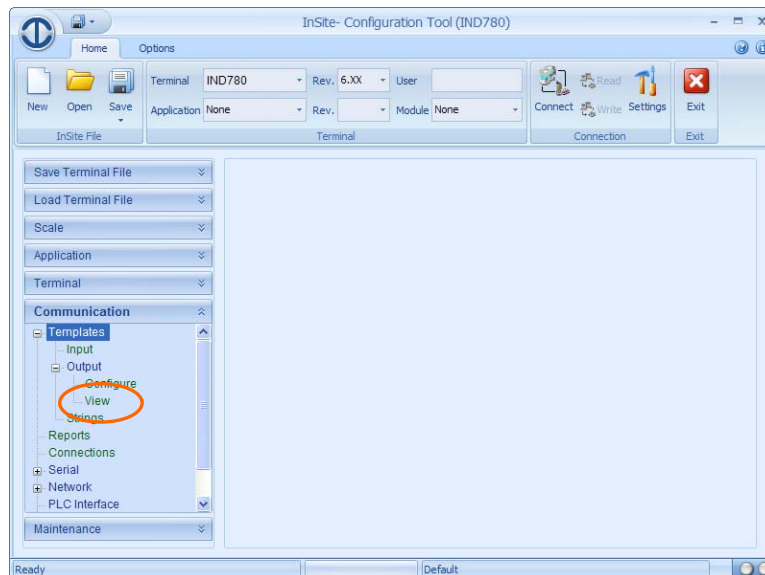 InSite- Configuration Tool (IND780)
Home Options
Terminal IND780 Rev. 6.XX User
Application None Rev. Module None
New Open Save Connect Read Write Settings Exit
InSite File Terminal Connection Exit
Save Terminal File
Load Terminal File
Scale
Application
Terminal
Communication
Templates
Input
Output
Configure
View
Strings
Reports
Connections
Serial
Network
PLC Interface
Maintenance
Ready Default